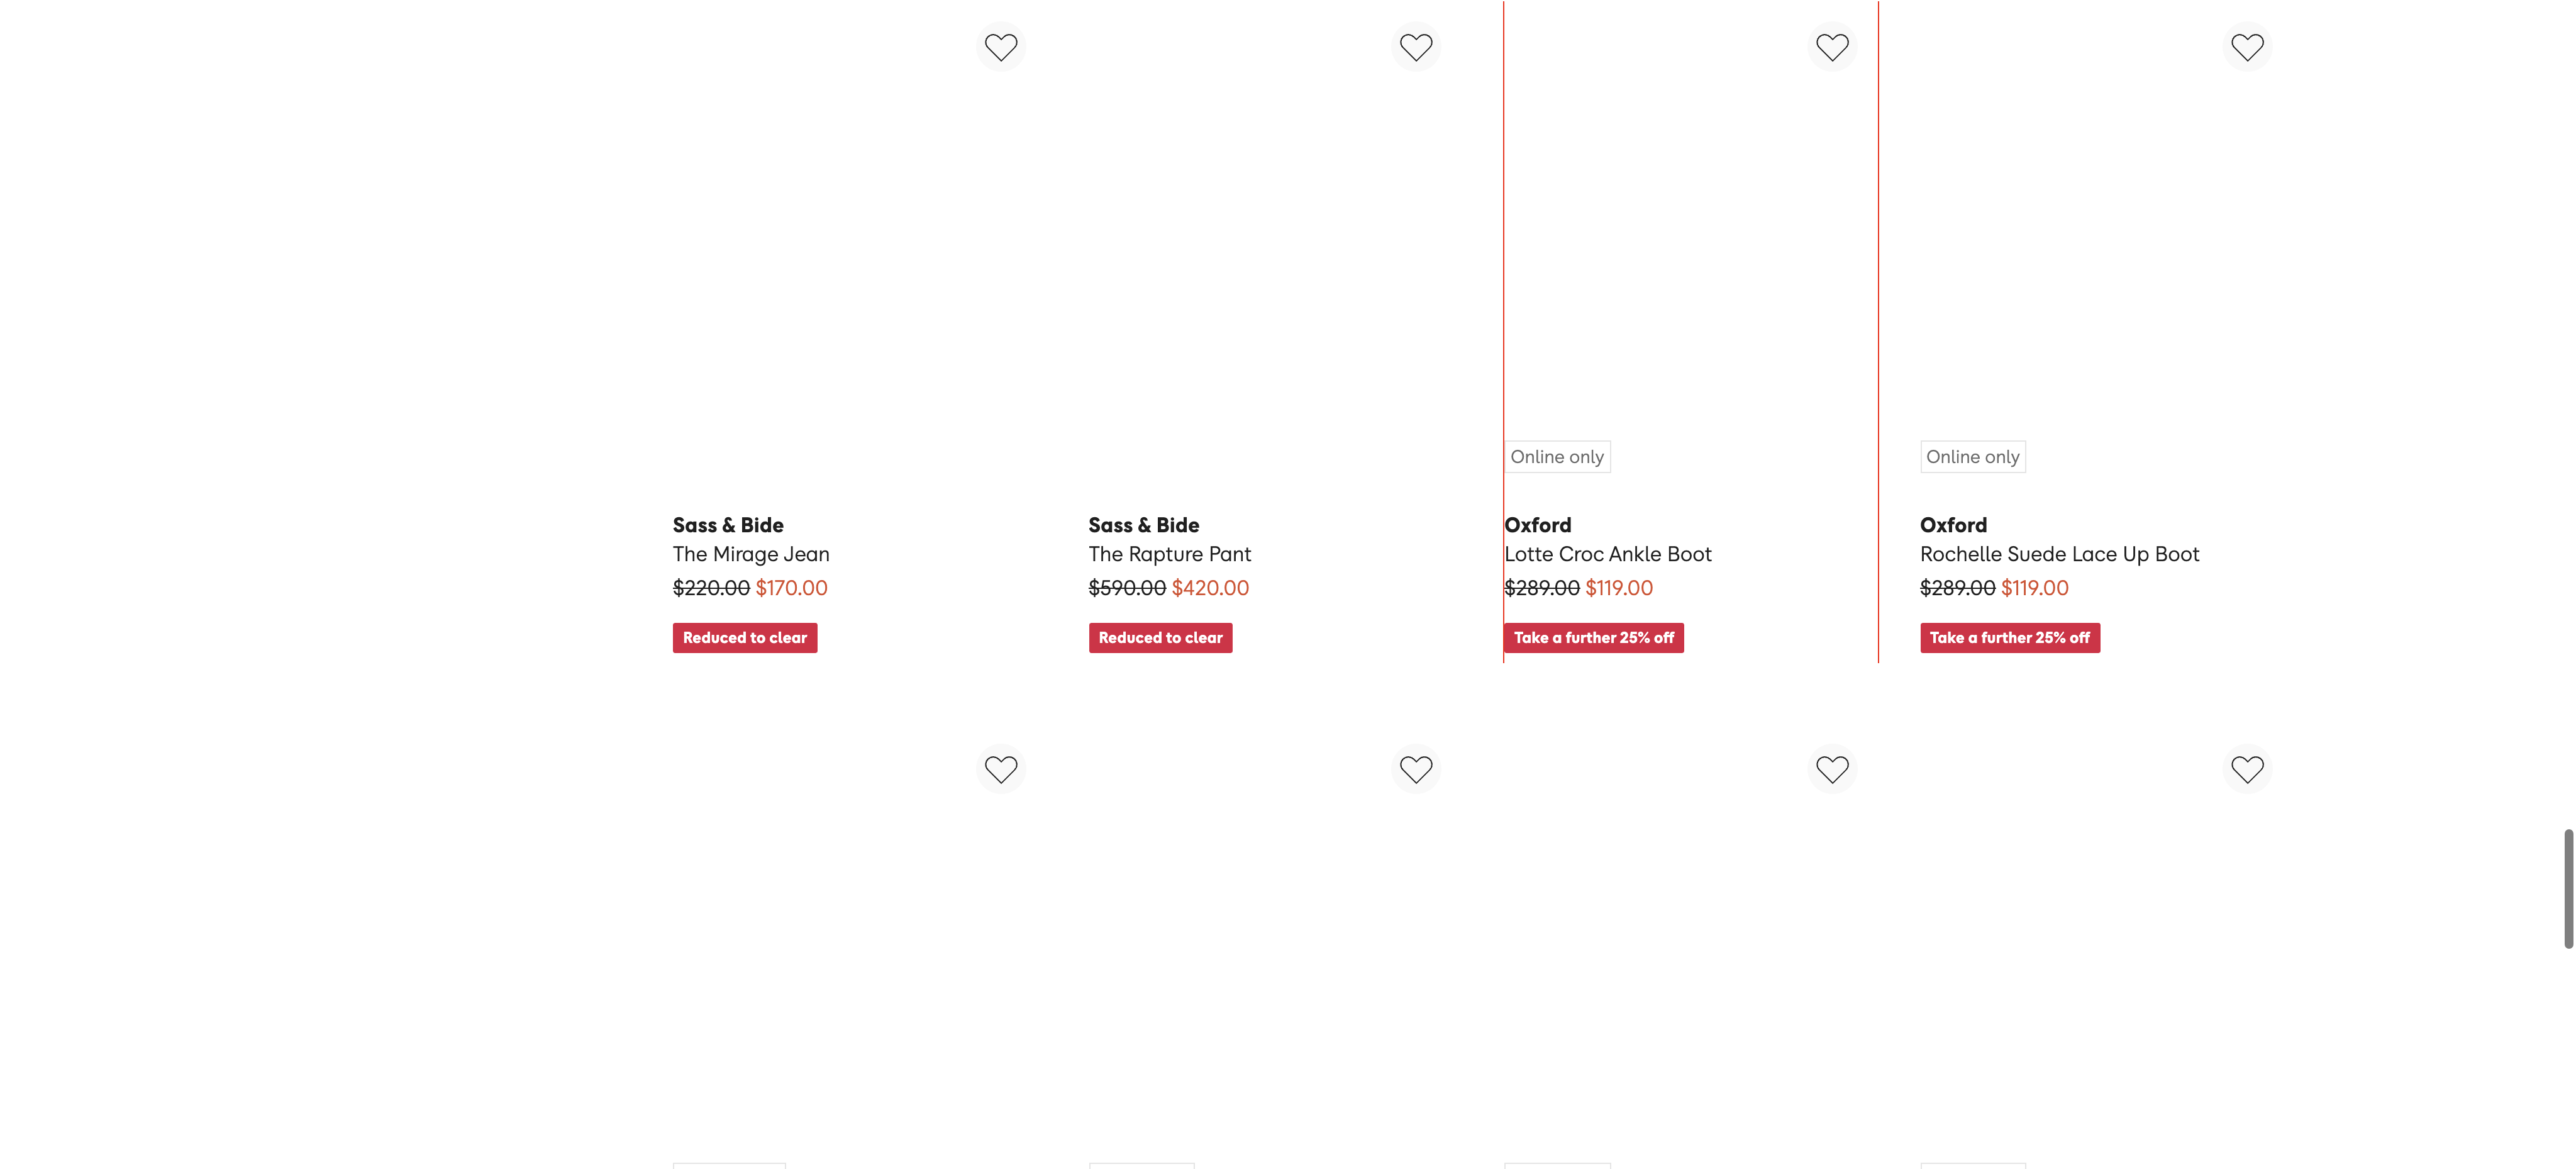 Online only
Online only
Sass & Bide
The Mirage Jean
$220.00 $170.00
Reduced to clear
Sass & Bide
The Rapture Pant
$590.00 $420.00
Reduced to clear
Oxford
Lotte Croc Ankle Boot
$289.00 $119.00
Take a further 25% off
Oxford
Rochelle Suede Lace Up Boot
$289.00 $119.00
Take a further 25% off